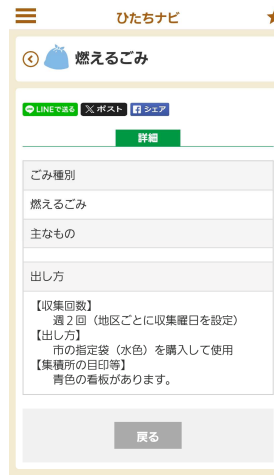 ひたちナビ
燃えるごみ
LINEで送る ポスト シェア
詳細
ごみ種別
燃えるごみ
主なもの
出し方
【収集回数】
週2回（地区ごとに収集曜日を設定）
【出し方】
市の指定袋（水色）を購入して使用
【集積所の目印等】
青色の看板があります。
戻る